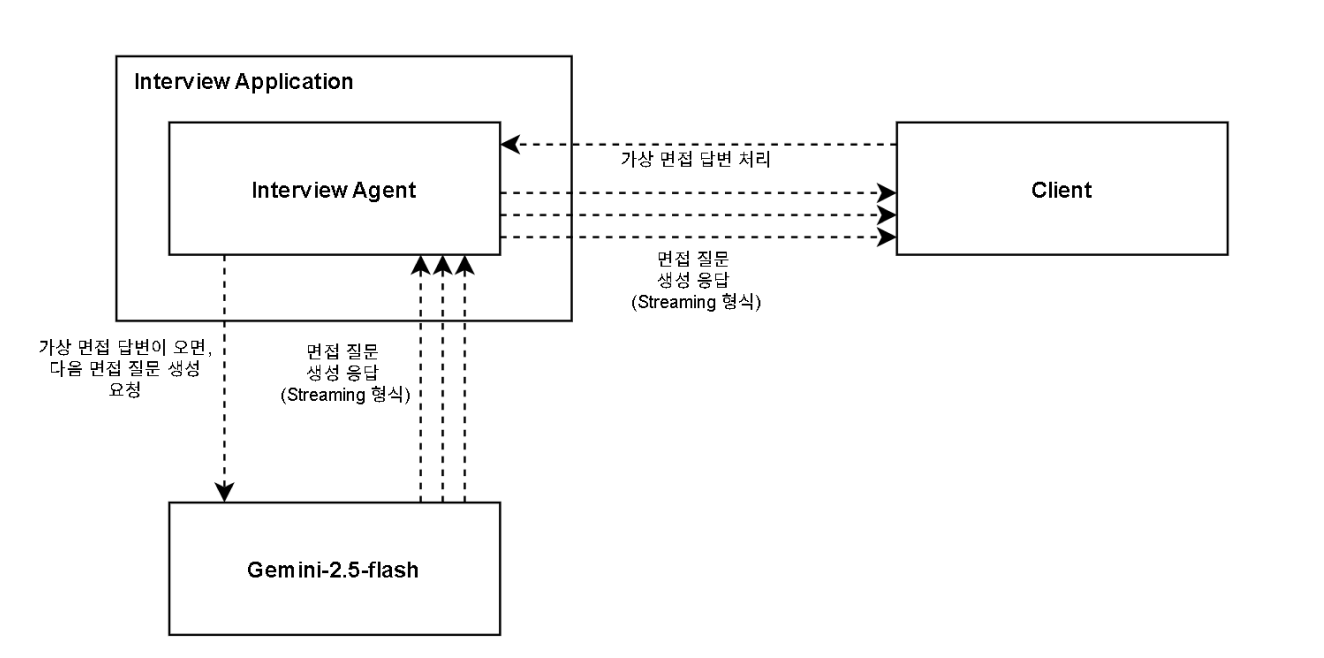 Interview Application
Interview Agent
가상 면접 답변 처리
Client
면접 질문
생성 응답
(Streaming 형식)
가상 면접 답변이 오면,
다음 면접 질문 생성
요청
면접 질문
생성 응답
(Streaming 형식)
Gemini-2.5-flash